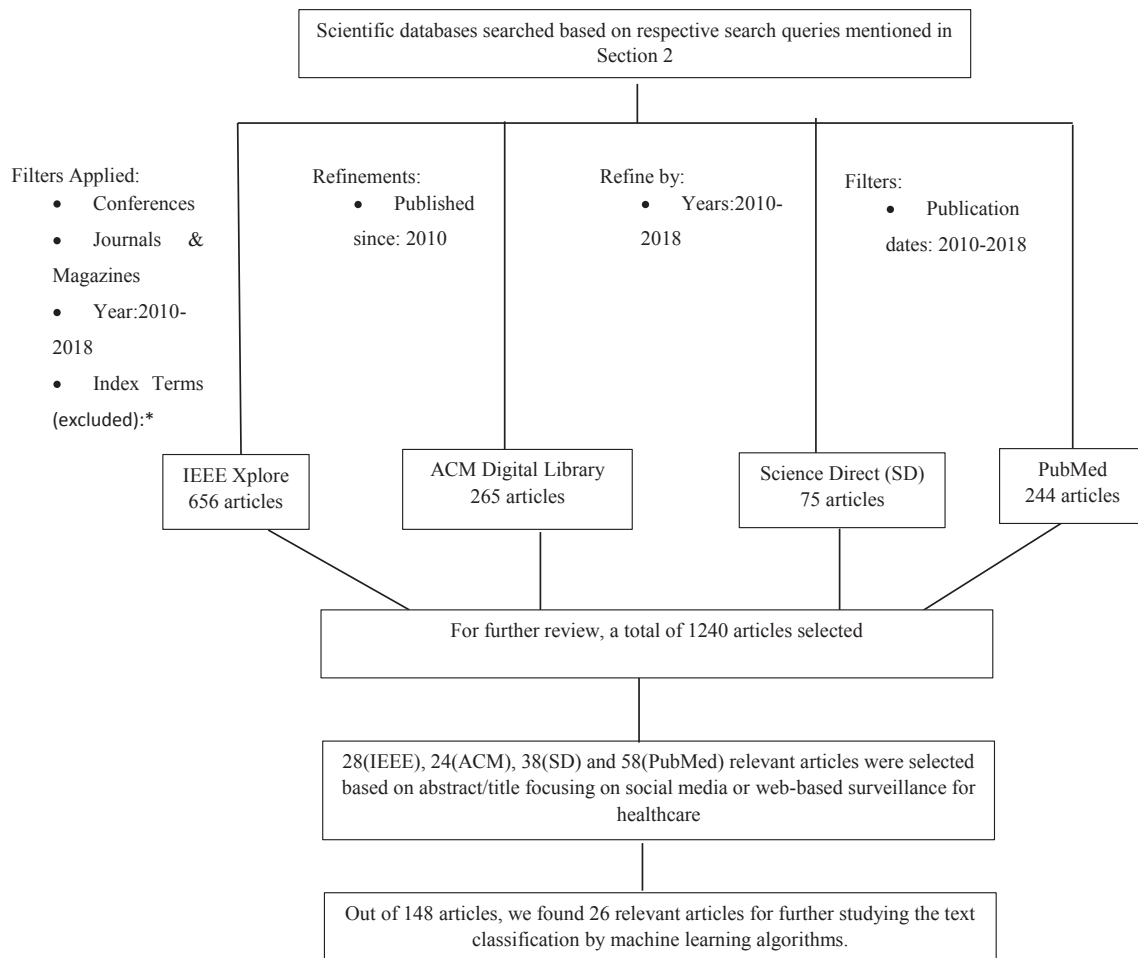 Scientific databases searched based on respective search queries mentioned in
Section 2
Filters Applied:
• Conferences
• Journals &
Magazines
• Year:2010-
2018
• Index Terms
(excluded):*
Refinements:
• Published
since: 2010
Refine by:
• Years:2010-
2018
Filters:
• Publication
dates: 2010-2018
IEEE Xplore
656 articles
ACM Digital Library
265 articles
Science Direct (SD)
75 articles
PubMed
244 articles
For further review, a total of 1240 articles selected
28(IEEE), 24(ACM), 38(SD) and 58(PubMed) relevant articles were selected
based on abstract/title focusing on social media or web-based surveillance for
healthcare
Out of 148 articles, we found 26 relevant articles for further studying the text
classification by machine learning algorithms.